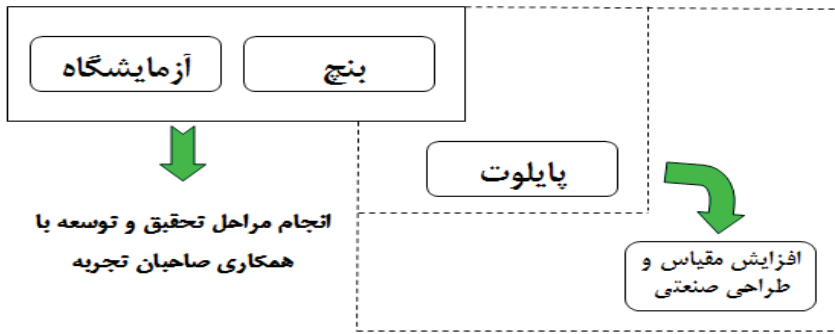 بنچ
آزمایشگاه
پایلوت
انجام مراحل تحقیق و توسعه با
همکاری صاحبان تجربه
افزایش مقیاس و
طراحی صنعتی